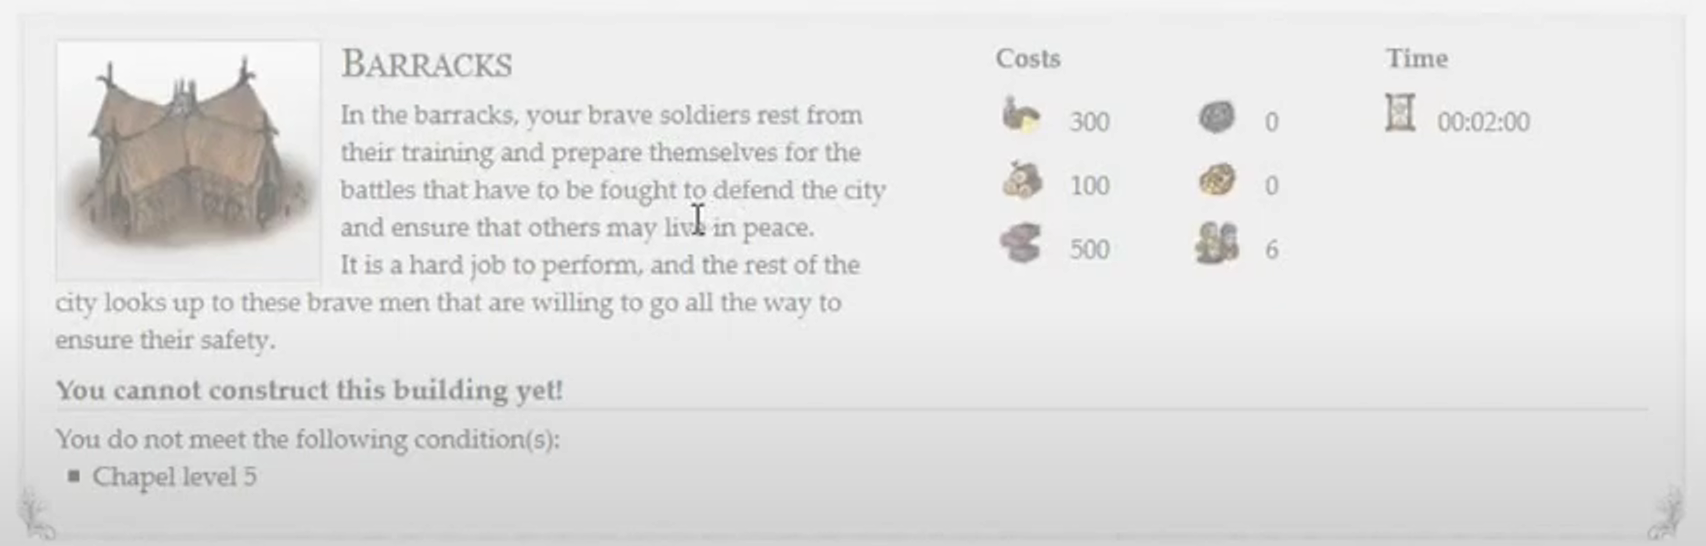 BARRACKS
In the barracks, your brave soldiers rest from
their training and prepare themselves for the
battles that have to be fought to defend the city
and ensure that others may live in peace.
It is a hard job to perform, and the rest of the
city looks up to these brave men that are willing to go all the way to
ensure their safety.
You cannot construct this building yet!
You do not meet the following condition(s):
Chapel level 5
Costs
300 0
100 0
500 6
Time
00:02:00